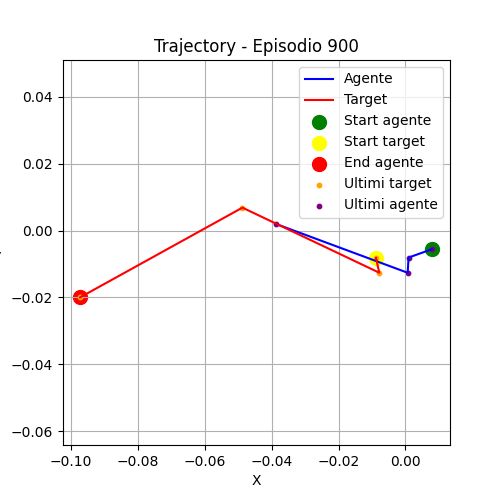 Trajectory - Episodio 900
Agente
Target
Start agente
Start target
End agente
Ultimi target
Ultimi agente
0.04
0.02
0.00
−0.02
−0.04
−0.06
−0.10
−0.08
−0.06
−0.04
−0.02
0.00
X